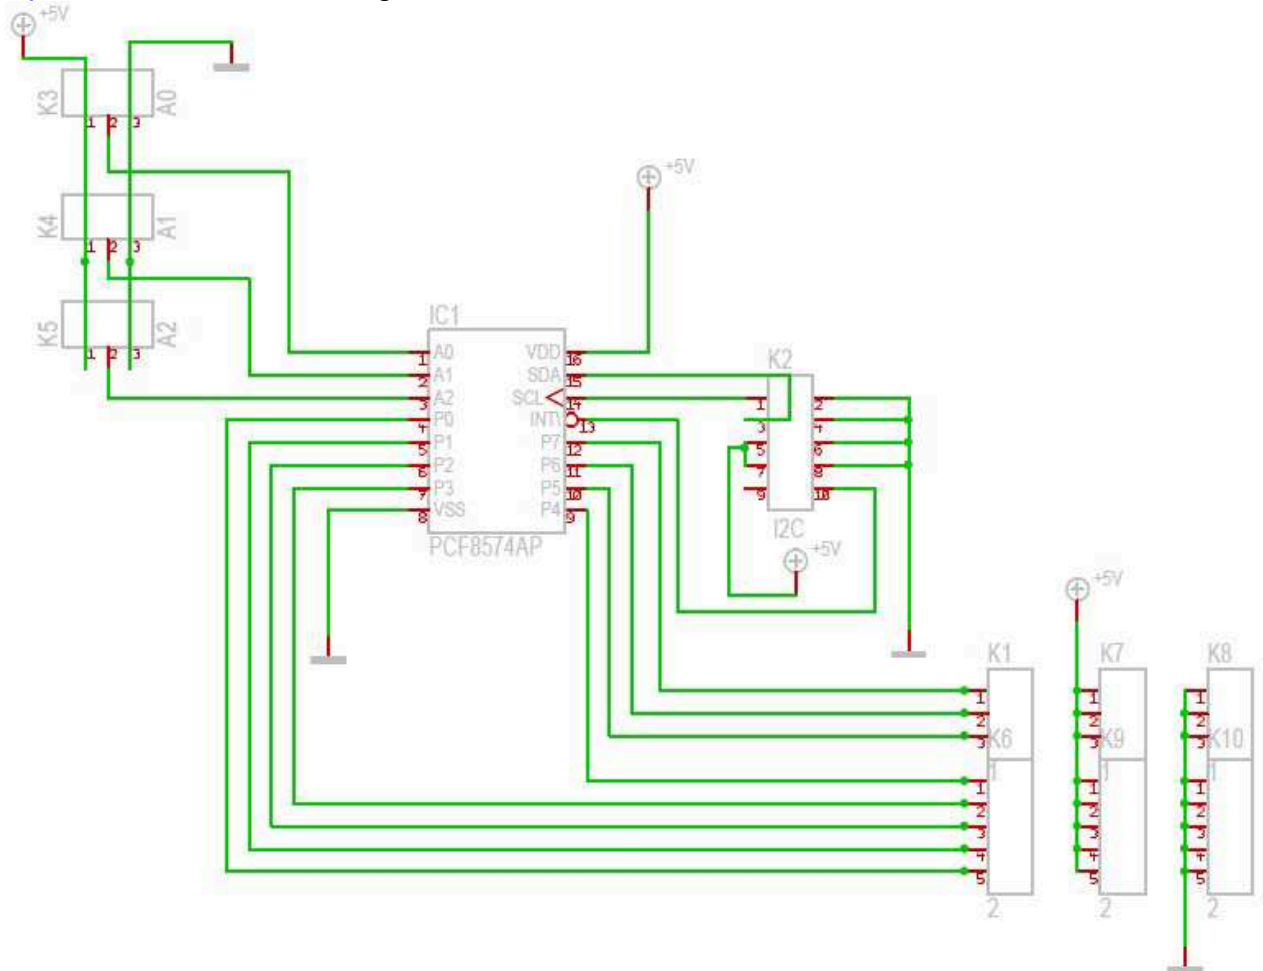 +5V
K3
A0
1 2 3
K4
A1
1 2 3
K5
A2
1 2 3
+5V
IC1
1 A0 VDD 16
2 A1 SDA 15
3 A2 SCL 14
4 P0 INT\ 13
5 P1 P7 12
6 P2 P6 11
7 P3 P5 10
8 VSS P4 9
PCF8574AP
K2
1 2
3 4
5 6
7 8
9 10
I2C
+5V
+5V
K1 K7 K8
1 1 1
2 2 2
3 3 3
K6 K9 K10
1 1 1
1 1 1
2 2 2
3 3 3
4 4 4
5 5 5
2 2 2